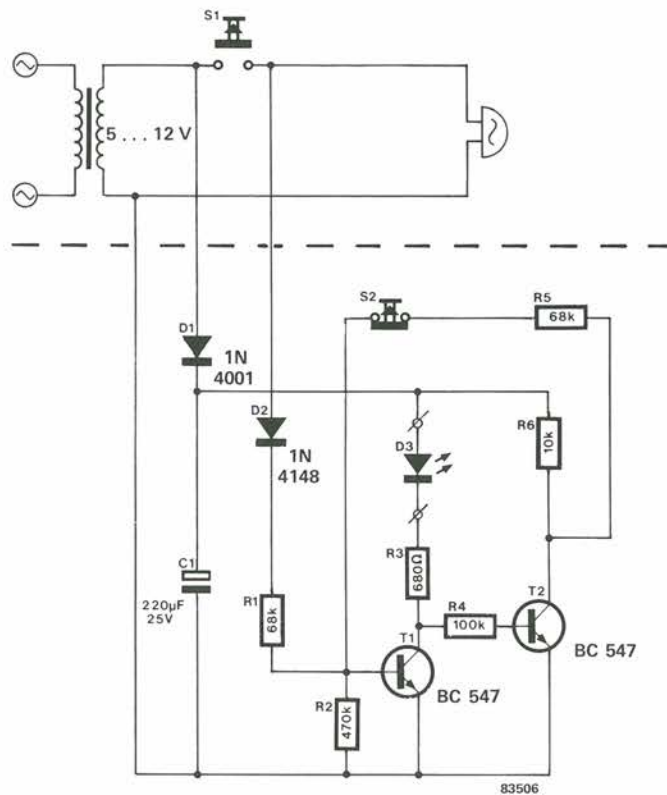 S1
5 . . . 12 V
S2
R5
68k
D1
1N
4001
D2
1N
4148
D3
R6
10k
C1
220µF
25V
R1
68k
R3
680Ω
R4
100k
T1
T2
BC 547
BC 547
R2
470k
83506